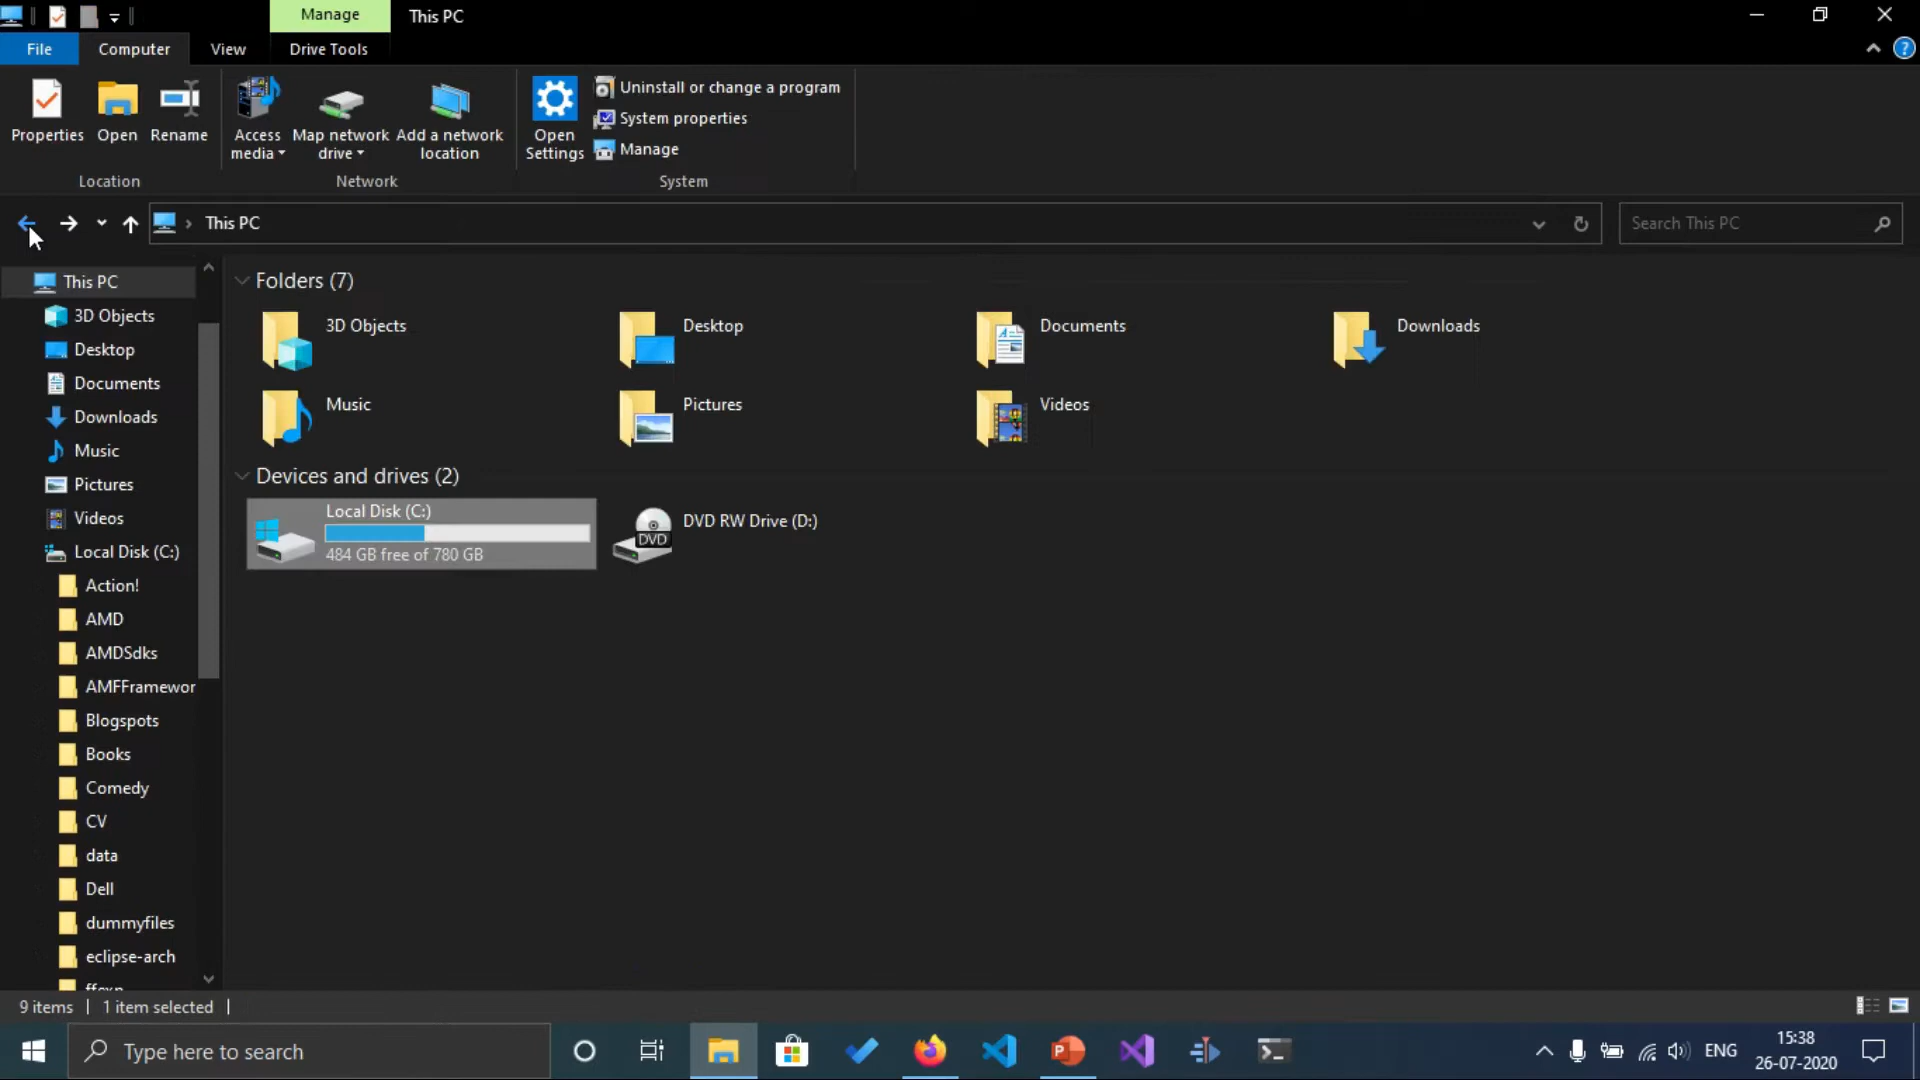 Manage
This PC
File
Computer
View
Drive Tools
Properties
Open
Rename
Access media
Map network drive
Add a network location
Open Settings
Uninstall or change a program
System properties
Manage
Location
Network
System
This PC
Search This PC
This PC
3D Objects
Desktop
Documents
Downloads
Music
Pictures
Videos
Local Disk (C:)
Action!
AMD
AMDSdks
AMFFramewor
Blogspots
Books
Comedy
CV
data
Dell
dummyfiles
eclipse-arch
Folders (7)
3D Objects
Desktop
Documents
Downloads
Music
Pictures
Videos
Devices and drives (2)
Local Disk (C:)
484 GB free of 780 GB
DVD
DVD RW Drive (D:)
9 items
1 item selected
Type here to search
ENG
15:38
26-07-2020